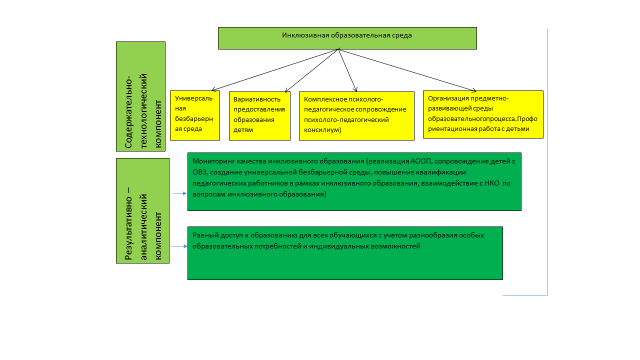 Инклюзивная образовательная среда
Содержательно-
технологический
компонент
Универсаль
ная
безбарьерн
ая среда
Вариативность
предоставления
образования
детям
Комплексное психолого-
педагогическое сопровождение
психолого-педагогический
консилиум)
Организация предметно-
развивающей среды
образовательногопроцесса.Профо
риентационная работа с детьми
Результативно –
аналитический
компонент
Мониторинг качества инклюзивного образования (реализация АООП, сопровождение детей с
ОВЗ, создание универсальной безбарьерной среды, повышение квалификации
педагогических работников в рамках инклюзивного образования, взаимодействие с НКО по
вопросам инклюзивного образования)
Равный доступ к образованию для всех обучающихся с учетом разнообразия особых
образовательных потребностей и индивидуальных возможностей